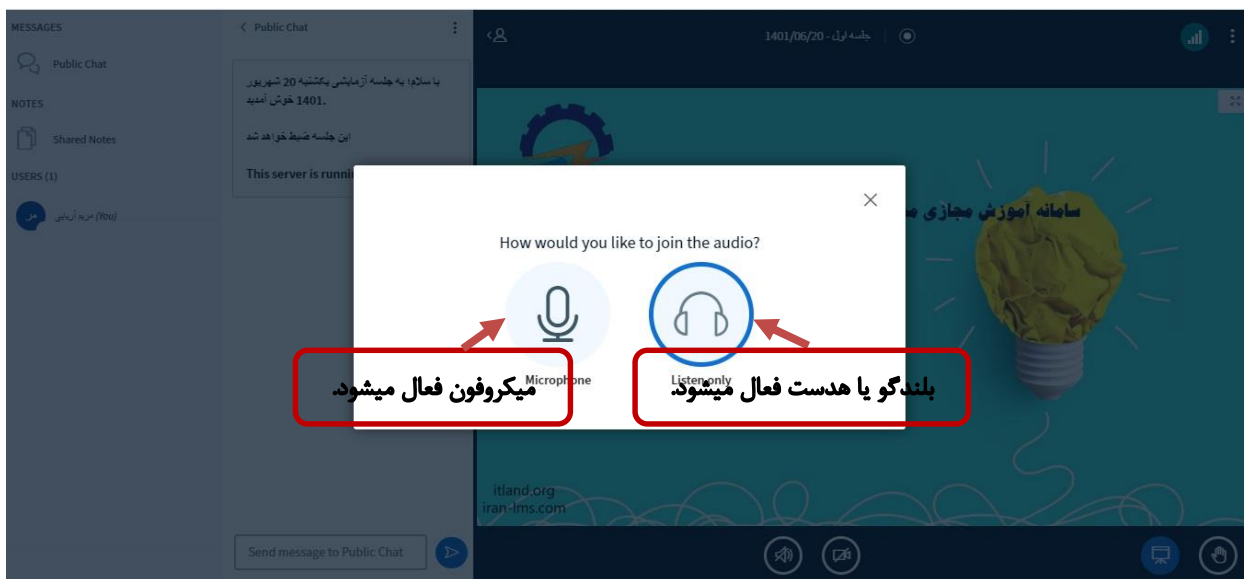 MESSAGES
Public Chat
NOTES
Shared Notes
USERS (1)
مر
مریم آریایی (You)
Public Chat
با سلام؛ به جلسه آزمایشی یکشنبه 20 شهریور
1401 خوش آمدید.
این جلسه ضبط خواهد شد
This server is runni
Send message to Public Chat
جلسه اول - 1401/06/20
سامانه آموزش مجازی
itland.org
iran-lms.com
How would you like to join the audio?
Microphone
Listen only
میکروفون فعال میشود.
بلندگو یا هدست فعال میشود.